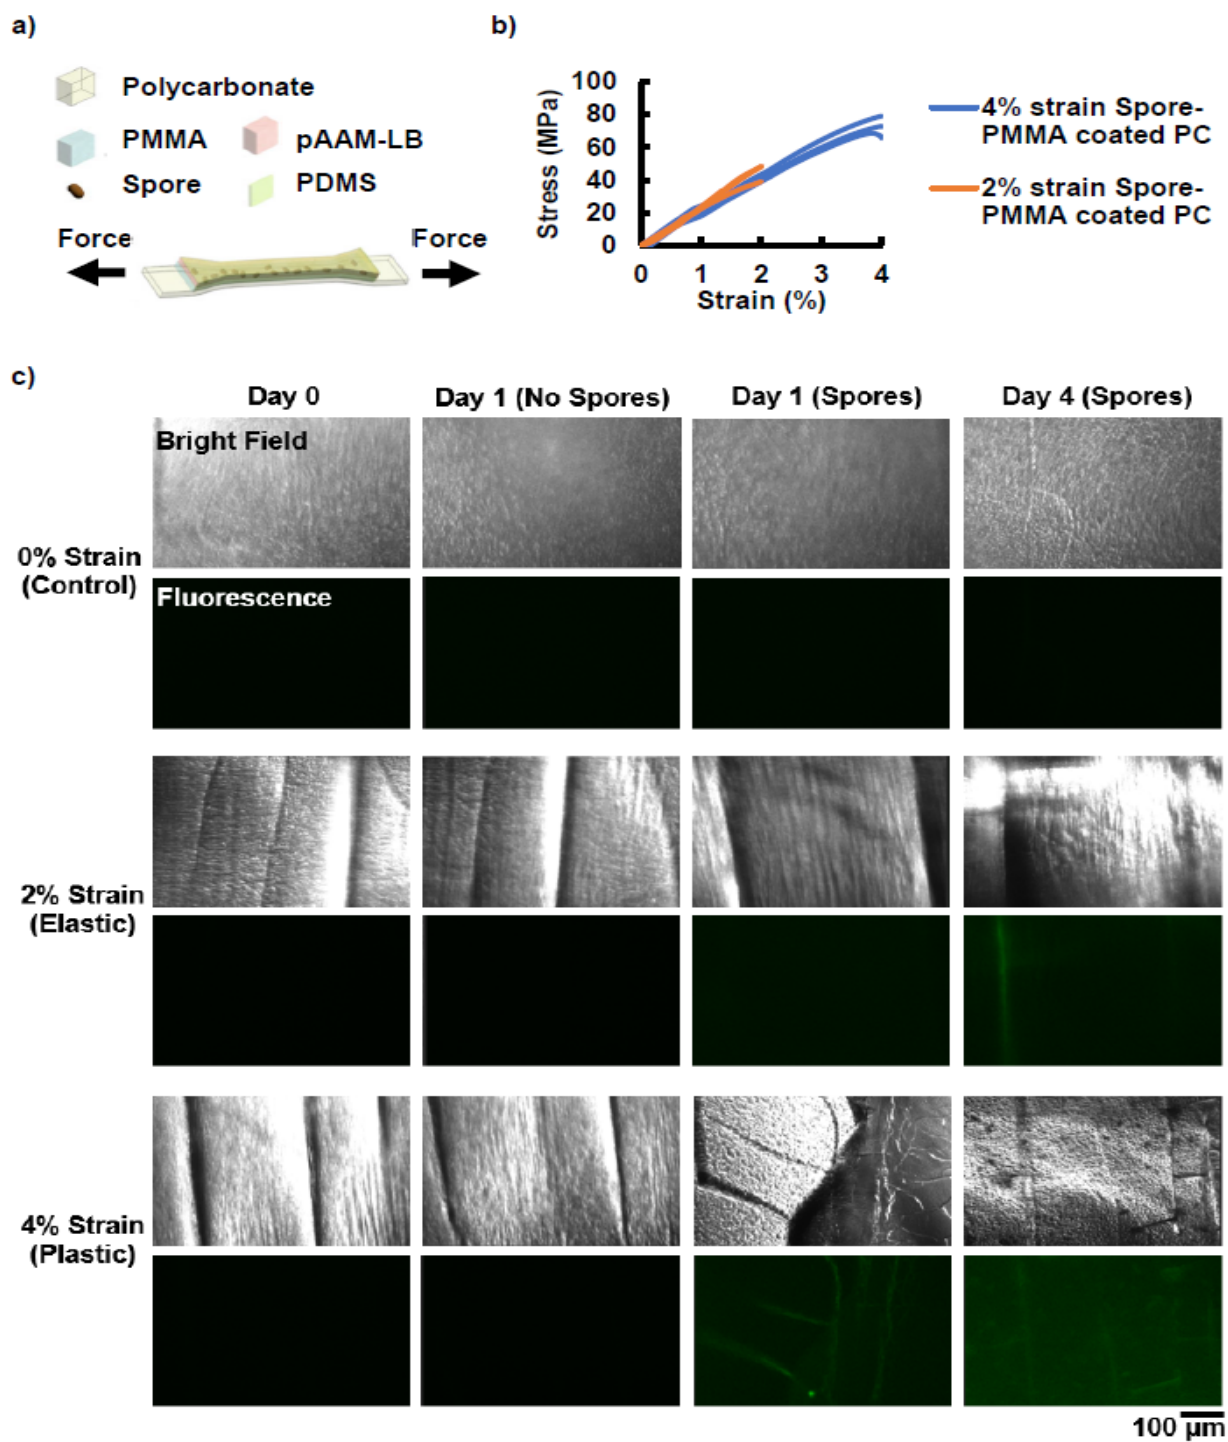 a)
Polycarbonate
PMMA
pAAM-LB
Spore
PDMS
Force
Force
b)
Stress (MPa)
100
80
60
40
20
0
0 1 2 3 4
Strain (%)
4% strain Spore-
PMMA coated PC
2% strain Spore-
PMMA coated PC
c)
Day 0
Day 1 (No Spores)
Day 1 (Spores)
Day 4 (Spores)
Bright Field
0% Strain
(Control)
Fluorescence
2% Strain
(Elastic)
4% Strain
(Plastic)
100 µm